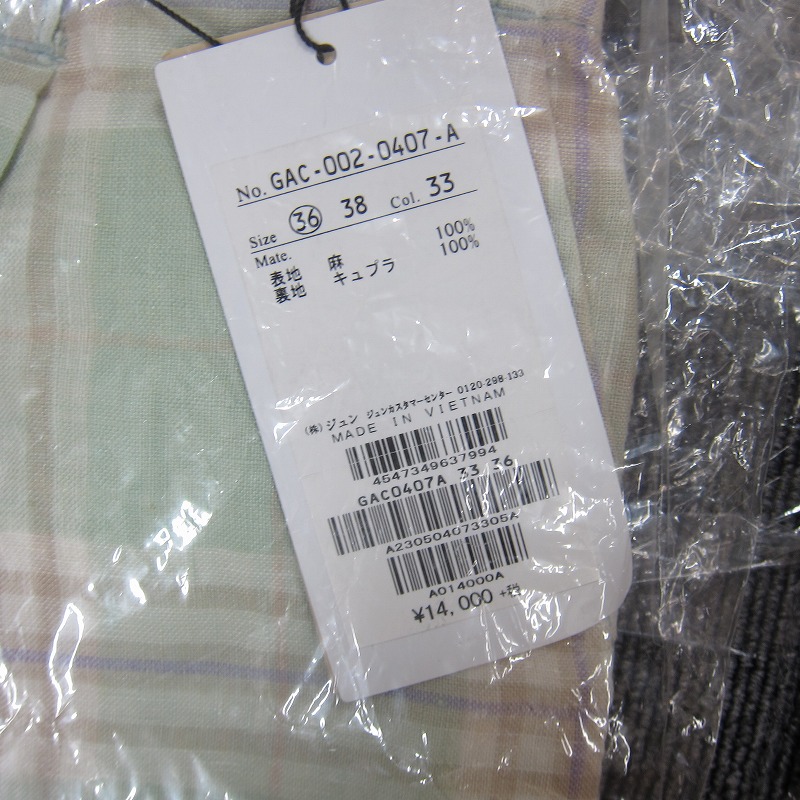 No. GAC-002-0407-A
Size 36 38 Col. 33
Mate.
表地 麻 100%
裏地 キュプラ 100%
(株)ジュン ジュンカスタマーセンター 0120-298-133
MADE IN VIETNAM
4547349637994
GAC0407A 33 36
A230504073305A
A014000A
¥14,000+税